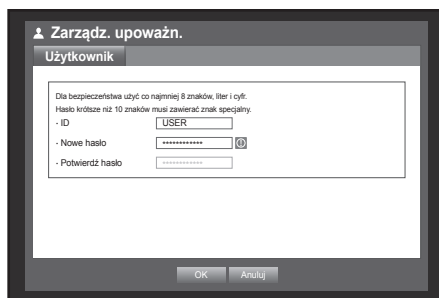 Zarządz. upoważn.
Użytkownik
Dla bezpieczeństwa użyć co najmniej 8 znaków, liter i cyfr.
Hasło krótsze niż 10 znaków musi zawierać znak specjalny.
- ID USER
- Nowe hasło ************
- Potwierdź hasło ************
OK Anuluj